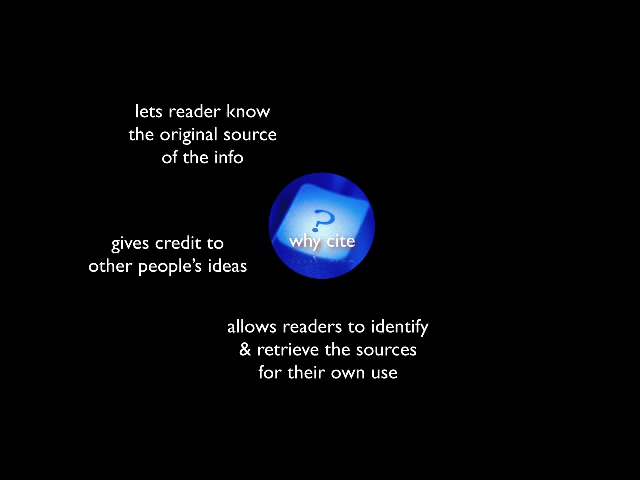 lets reader know
the original source
of the info
?
why cite
gives credit to
other people's ideas
allows readers to identify
& retrieve the sources
for their own use